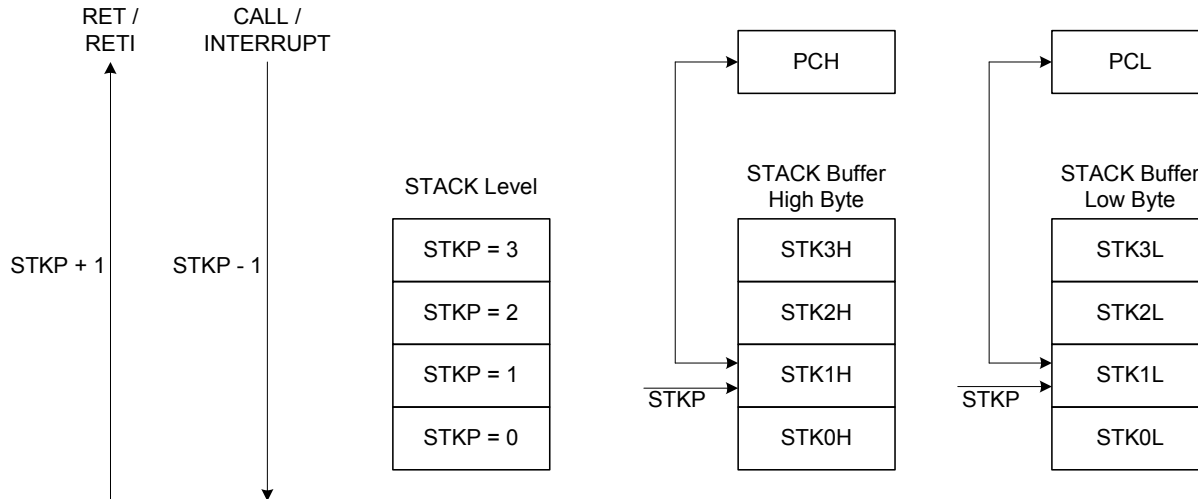 RET /
RETI
CALL /
INTERRUPT
STKP + 1
STKP - 1
STACK Level
STKP = 3
STKP = 2
STKP = 1
STKP = 0
PCH
STACK Buffer
High Byte
STK3H
STK2H
STK1H
STK0H
STKP
PCL
STACK Buffer
Low Byte
STK3L
STK2L
STK1L
STK0L
STKP